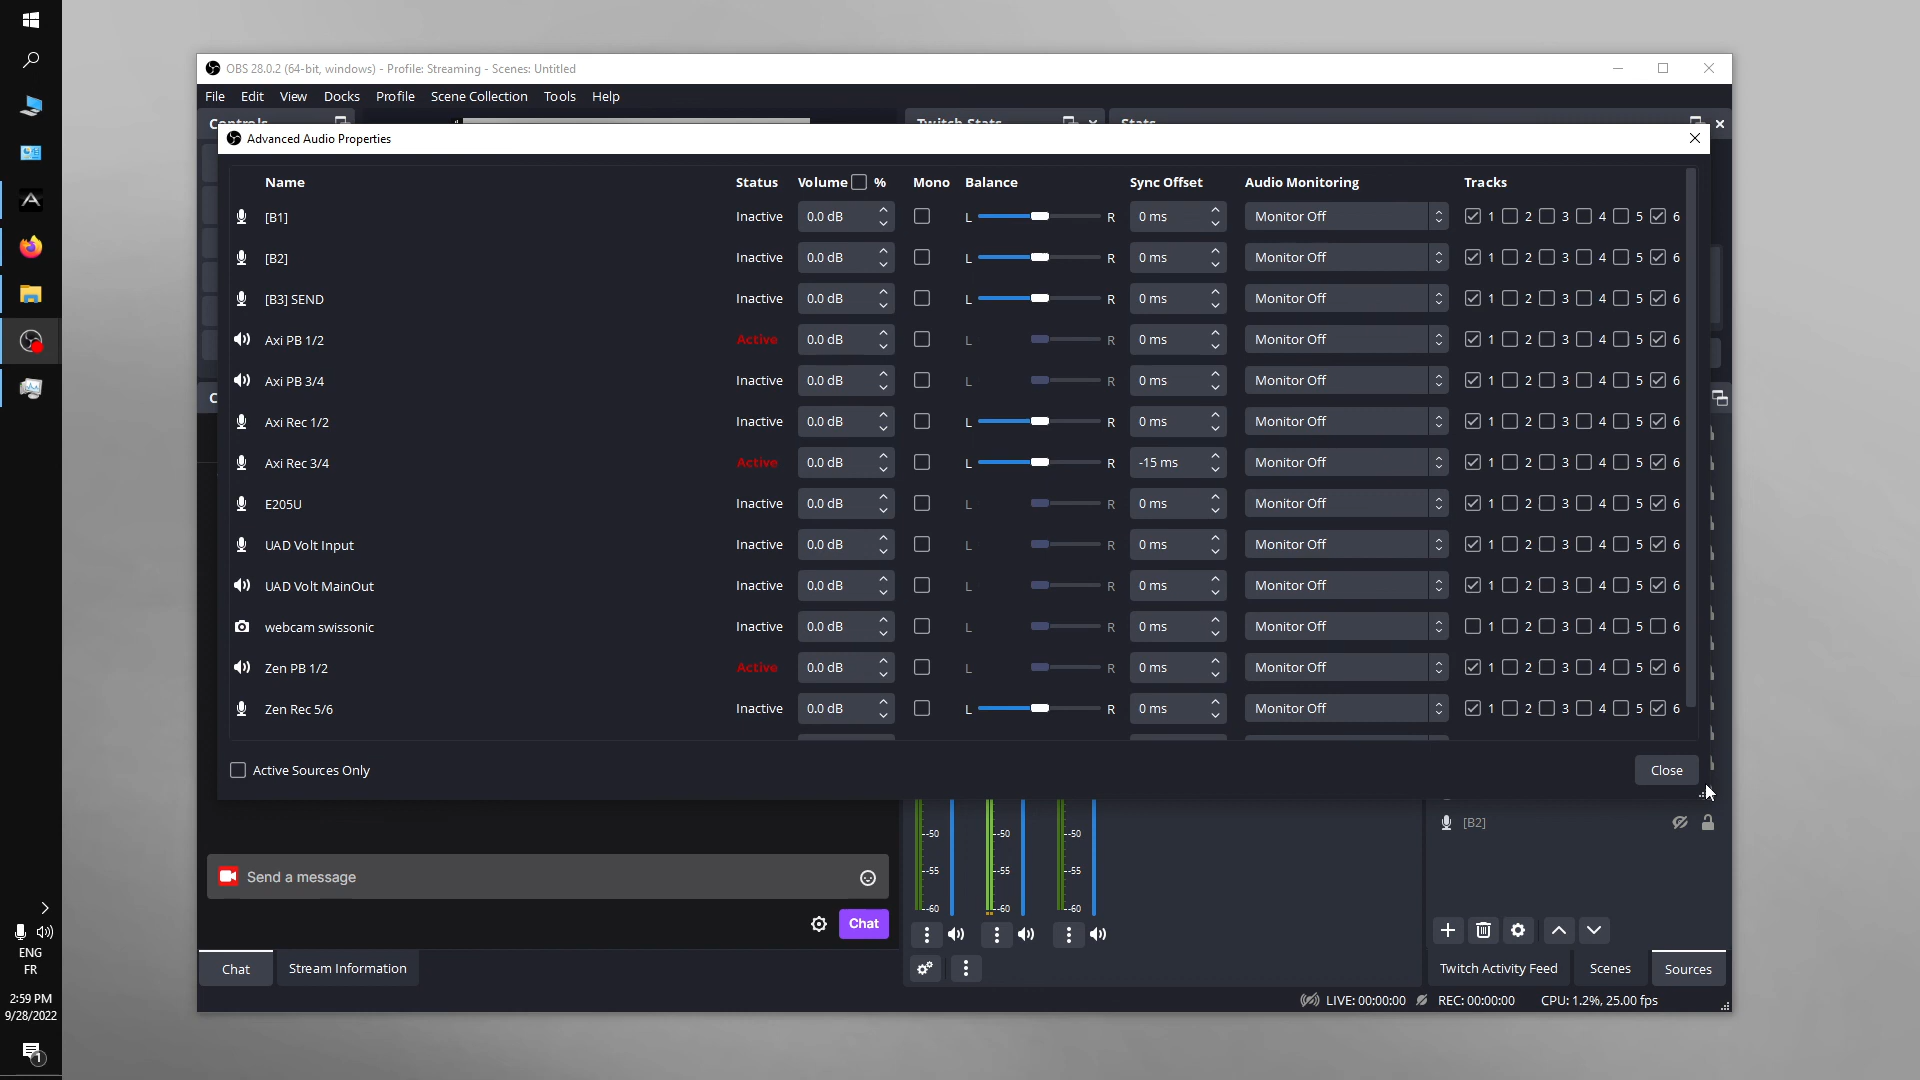 OBS 28.0.2 (64-bit, windows) - Profile: Streaming - Scenes: Untitled
File Edit View Docks Profile Scene Collection Tools Help
Controls Twitch Stats Stats
Advanced Audio Properties
Name Status Volume % Mono Balance Sync Offset Audio Monitoring Tracks
[B1] Inactive 0.0 dB L R 0 ms Monitor Off 1 2 3 4 5 6
[B2] Inactive 0.0 dB L R 0 ms Monitor Off 1 2 3 4 5 6
[B3] SEND Inactive 0.0 dB L R 0 ms Monitor Off 1 2 3 4 5 6
Axi PB 1/2 Active 0.0 dB L R 0 ms Monitor Off 1 2 3 4 5 6
Axi PB 3/4 Inactive 0.0 dB L R 0 ms Monitor Off 1 2 3 4 5 6
Axi Rec 1/2 Inactive 0.0 dB L R 0 ms Monitor Off 1 2 3 4 5 6
Axi Rec 3/4 Active 0.0 dB L R -15 ms Monitor Off 1 2 3 4 5 6
E205U Inactive 0.0 dB L R 0 ms Monitor Off 1 2 3 4 5 6
UAD Volt Input Inactive 0.0 dB L R 0 ms Monitor Off 1 2 3 4 5 6
UAD Volt MainOut Inactive 0.0 dB L R 0 ms Monitor Off 1 2 3 4 5 6
webcam swissonic Inactive 0.0 dB L R 0 ms Monitor Off 1 2 3 4 5 6
Zen PB 1/2 Active 0.0 dB L R 0 ms Monitor Off 1 2 3 4 5 6
Zen Rec 5/6 Inactive 0.0 dB L R 0 ms Monitor Off 1 2 3 4 5 6
Active Sources Only Close
[B2]
-50 -50 -50
-55 -55 -55
-60 -60 -60
Send a message
Chat
Chat Stream Information
Twitch Activity Feed Scenes Sources
LIVE: 00:00:00 REC: 00:00:00 CPU: 1.2%, 25.00 fps
ENG
FR
2:59 PM
9/28/2022
1